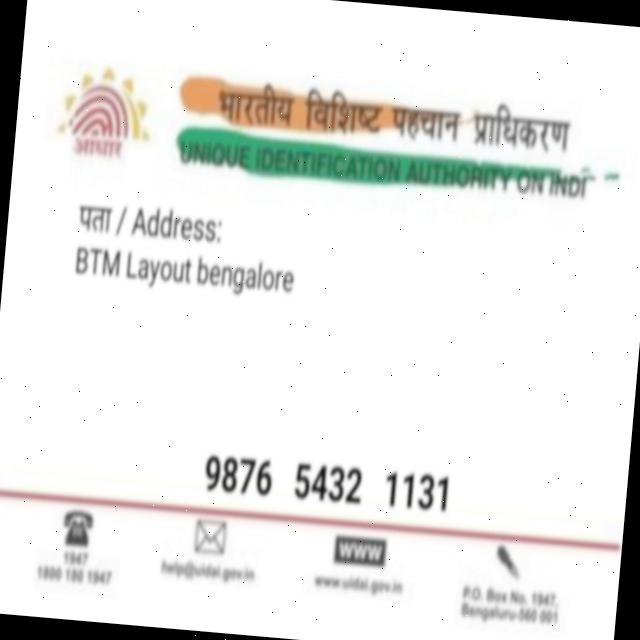 भारतीय विशिष्ट पहचान प्राधिकरण
UNIQUE IDENTIFICATION AUTHORITY ON INDI
आधार
पता / Address:
BTM Layout bengalore
9876 5432 1131
1947
1800 180 1947
help@uidai.gov.in
WWW
www.uidai.gov.in
P.O. Box No. 1947,
Bengaluru-560 001